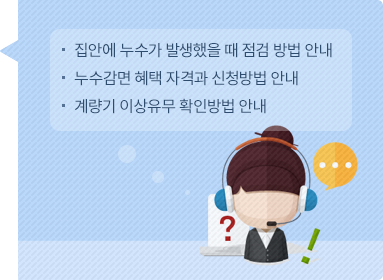 · 집안에 누수가 발생했을 때 점검 방법 안내
· 누수감면 혜택 자격과 신청방법 안내
· 계량기 이상유무 확인방법 안내
?
!